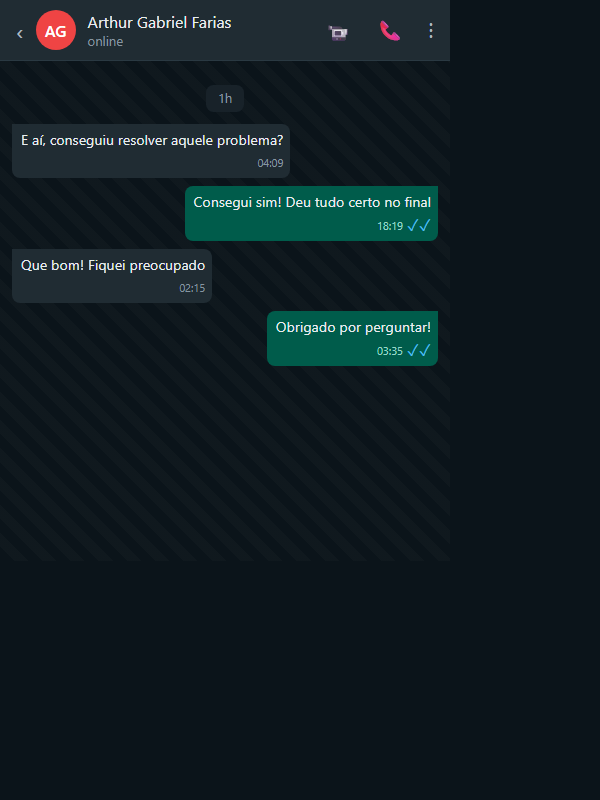 Arthur Gabriel Farias
AG
online
1h
E aí, conseguiu resolver aquele problema?
04:09
Consegui sim! Deu tudo certo no final
18:19
Que bom! Fiquei preocupado
02:15
Obrigado por perguntar!
03:35